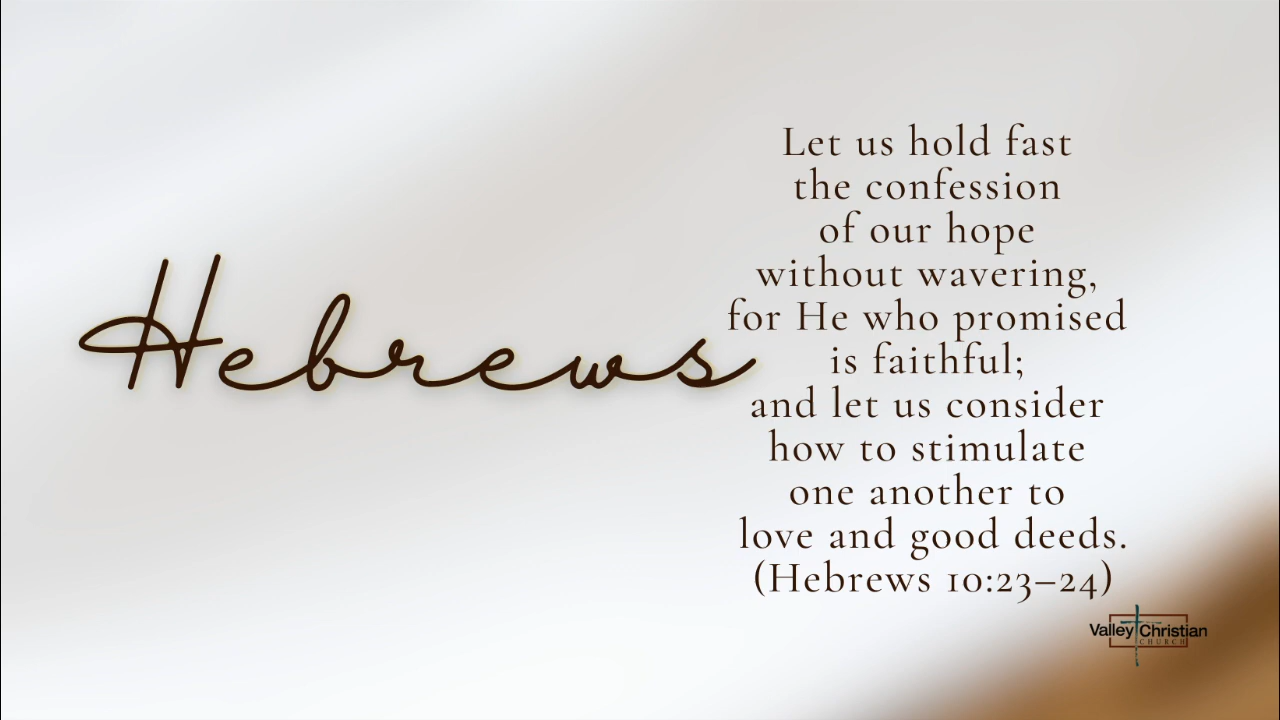 Hebrews
Let us hold fast
the confession
of our hope
without wavering,
for He who promised
is faithful;
and let us consider
how to stimulate
one another to
love and good deeds.
(Hebrews 10:23–24)
Valley Christian
CHURCH